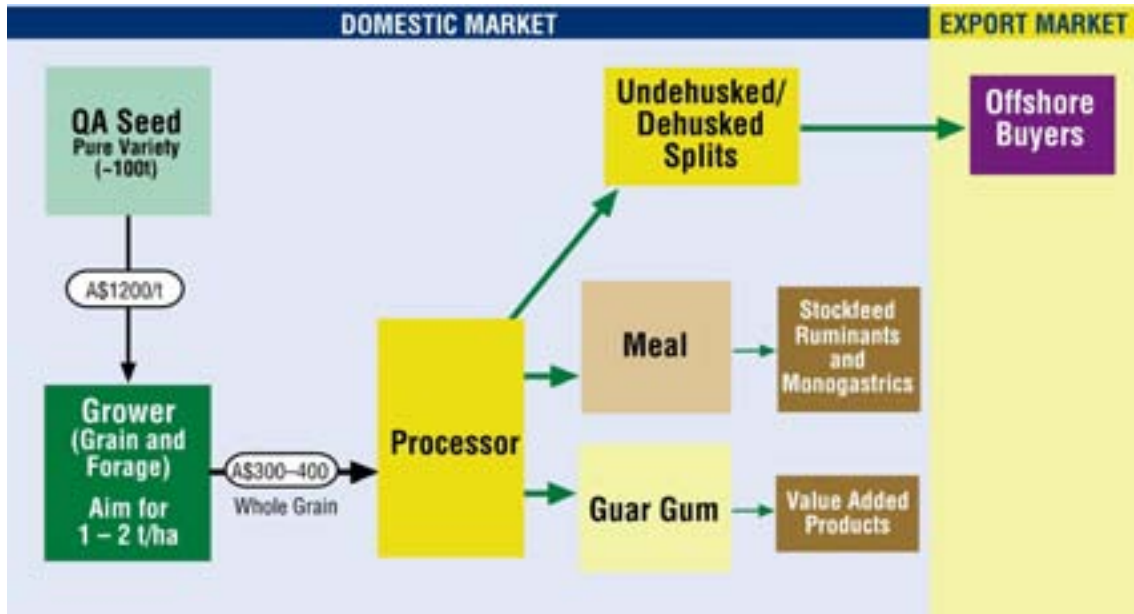 DOMESTIC MARKET
EXPORT MARKET
QA Seed
Pure Variety
(~100t)
A$1200/t
Grower
(Grain and
Forage)
Aim for
1 – 2 t/ha
A$300–400
Whole Grain
Processor
Undehusked/
Dehusked
Splits
Offshore
Buyers
Meal
Stockfeed
Ruminants
and
Monogastrics
Guar Gum
Value Added
Products